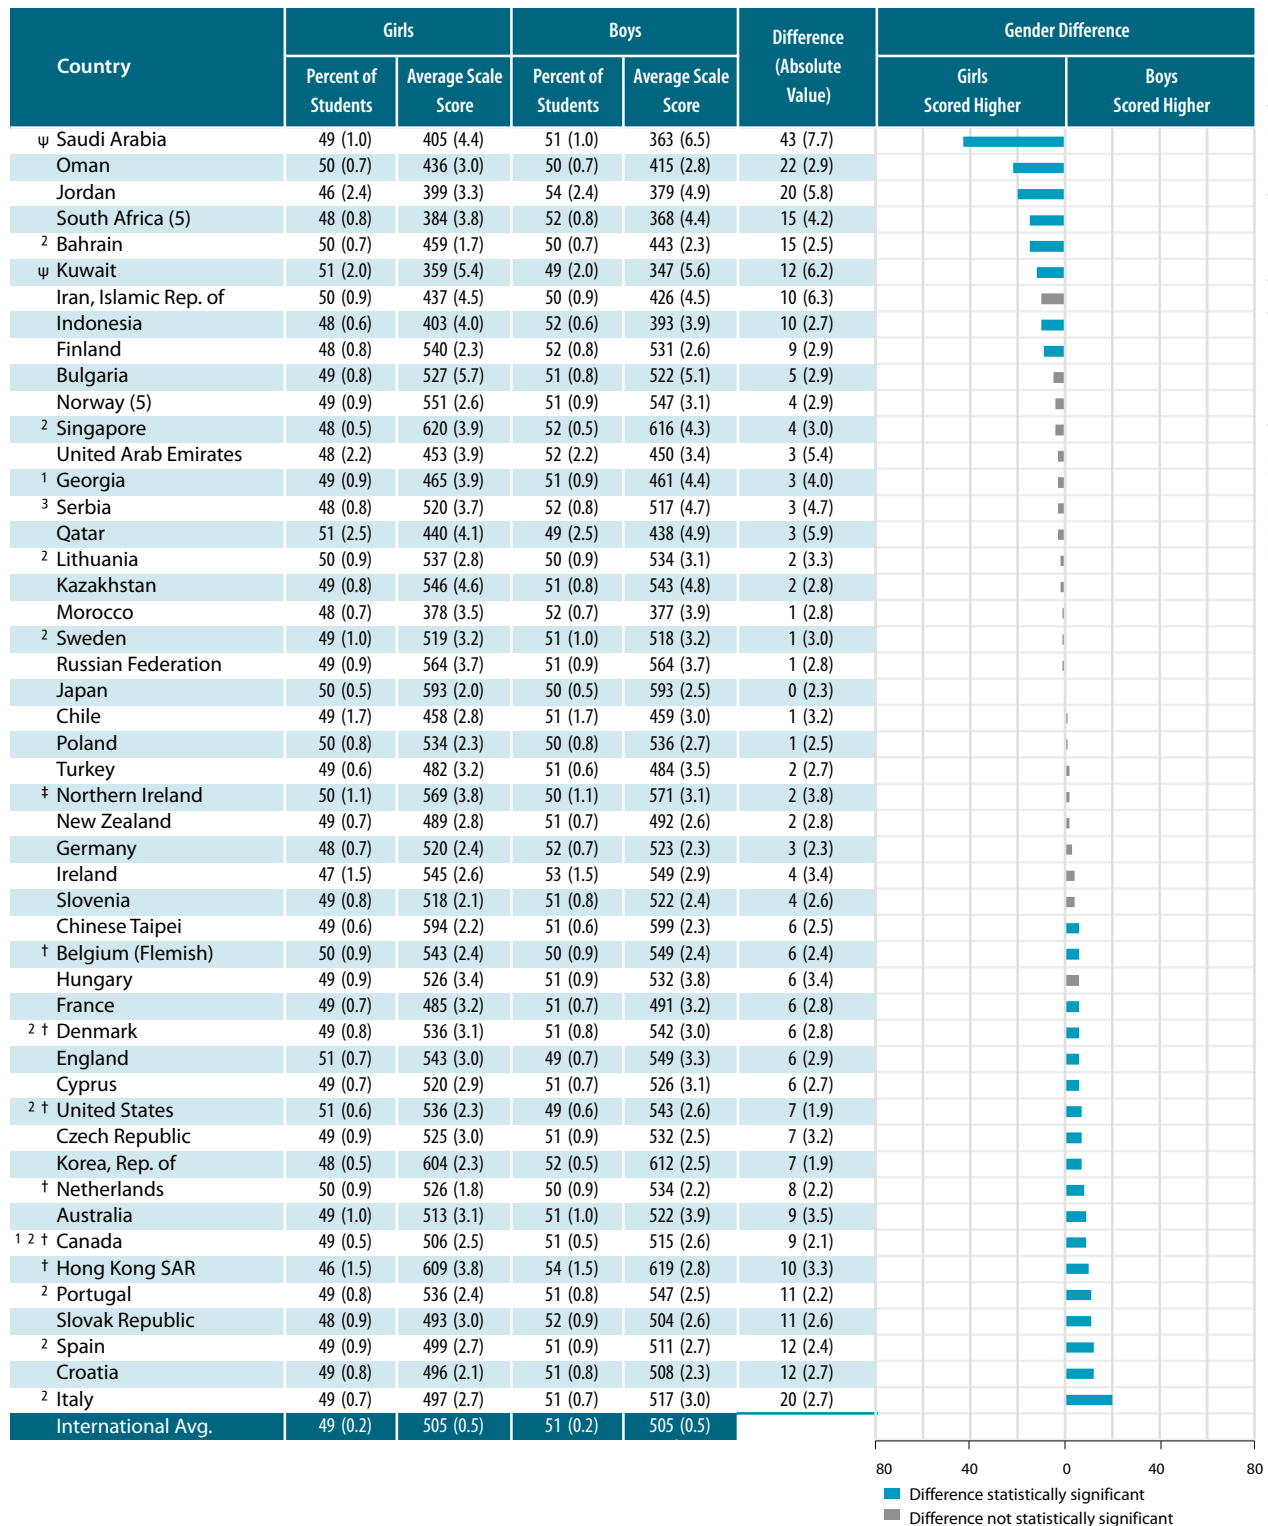 Country Girls Boys Difference (Absolute Value) Gender Difference
Percent of Students Average Scale Score Percent of Students Average Scale Score Girls Scored Higher Boys Scored Higher
ψ Saudi Arabia 49 (1.0) 405 (4.4) 51 (1.0) 363 (6.5) 43 (7.7)
Oman 50 (0.7) 436 (3.0) 50 (0.7) 415 (2.8) 22 (2.9)
Jordan 46 (2.4) 399 (3.3) 54 (2.4) 379 (4.9) 20 (5.8)
South Africa (5) 48 (0.8) 384 (3.8) 52 (0.8) 368 (4.4) 15 (4.2)
2 Bahrain 50 (0.7) 459 (1.7) 50 (0.7) 443 (2.3) 15 (2.5)
ψ Kuwait 51 (2.0) 359 (5.4) 49 (2.0) 347 (5.6) 12 (6.2)
Iran, Islamic Rep. of 50 (0.9) 437 (4.5) 50 (0.9) 426 (4.5) 10 (6.3)
Indonesia 48 (0.6) 403 (4.0) 52 (0.6) 393 (3.9) 10 (2.7)
Finland 48 (0.8) 540 (2.3) 52 (0.8) 531 (2.6) 9 (2.9)
Bulgaria 49 (0.8) 527 (5.7) 51 (0.8) 522 (5.1) 5 (2.9)
Norway (5) 49 (0.9) 551 (2.6) 51 (0.9) 547 (3.1) 4 (2.9)
2 Singapore 48 (0.5) 620 (3.9) 52 (0.5) 616 (4.3) 4 (3.0)
United Arab Emirates 48 (2.2) 453 (3.9) 52 (2.2) 450 (3.4) 3 (5.4)
1 Georgia 49 (0.9) 465 (3.9) 51 (0.9) 461 (4.4) 3 (4.0)
3 Serbia 48 (0.8) 520 (3.7) 52 (0.8) 517 (4.7) 3 (4.7)
Qatar 51 (2.5) 440 (4.1) 49 (2.5) 438 (4.9) 3 (5.9)
2 Lithuania 50 (0.9) 537 (2.8) 50 (0.9) 534 (3.1) 2 (3.3)
Kazakhstan 49 (0.8) 546 (4.6) 51 (0.8) 543 (4.8) 2 (2.8)
Morocco 48 (0.7) 378 (3.5) 52 (0.7) 377 (3.9) 1 (2.8)
2 Sweden 49 (1.0) 519 (3.2) 51 (1.0) 518 (3.2) 1 (3.0)
Russian Federation 49 (0.9) 564 (3.7) 51 (0.9) 564 (3.7) 1 (2.8)
Japan 50 (0.5) 593 (2.0) 50 (0.5) 593 (2.5) 0 (2.3)
Chile 49 (1.7) 458 (2.8) 51 (1.7) 459 (3.0) 1 (3.2)
Poland 50 (0.8) 534 (2.3) 50 (0.8) 536 (2.7) 1 (2.5)
Turkey 49 (0.6) 482 (3.2) 51 (0.6) 484 (3.5) 2 (2.7)
‡ Northern Ireland 50 (1.1) 569 (3.8) 50 (1.1) 571 (3.1) 2 (3.8)
New Zealand 49 (0.7) 489 (2.8) 51 (0.7) 492 (2.6) 2 (2.8)
Germany 48 (0.7) 520 (2.4) 52 (0.7) 523 (2.3) 3 (2.3)
Ireland 47 (1.5) 545 (2.6) 53 (1.5) 549 (2.9) 4 (3.4)
Slovenia 49 (0.8) 518 (2.1) 51 (0.8) 522 (2.4) 4 (2.6)
Chinese Taipei 49 (0.6) 594 (2.2) 51 (0.6) 599 (2.3) 6 (2.5)
† Belgium (Flemish) 50 (0.9) 543 (2.4) 50 (0.9) 549 (2.4) 6 (2.4)
Hungary 49 (0.9) 526 (3.4) 51 (0.9) 532 (3.8) 6 (3.4)
France 49 (0.7) 485 (3.2) 51 (0.7) 491 (3.2) 6 (2.8)
2 † Denmark 49 (0.8) 536 (3.1) 51 (0.8) 542 (3.0) 6 (2.8)
England 51 (0.7) 543 (3.0) 49 (0.7) 549 (3.3) 6 (2.9)
Cyprus 49 (0.7) 520 (2.9) 51 (0.7) 526 (3.1) 6 (2.7)
2 † United States 51 (0.6) 536 (2.3) 49 (0.6) 543 (2.6) 7 (1.9)
Czech Republic 49 (0.9) 525 (3.0) 51 (0.9) 532 (2.5) 7 (3.2)
Korea, Rep. of 48 (0.5) 604 (2.3) 52 (0.5) 612 (2.5) 7 (1.9)
† Netherlands 50 (0.9) 526 (1.8) 50 (0.9) 534 (2.2) 8 (2.2)
Australia 49 (1.0) 513 (3.1) 51 (1.0) 522 (3.9) 9 (3.5)
1 2 † Canada 49 (0.5) 506 (2.5) 51 (0.5) 515 (2.6) 9 (2.1)
† Hong Kong SAR 46 (1.5) 609 (3.8) 54 (1.5) 619 (2.8) 10 (3.3)
2 Portugal 49 (0.8) 536 (2.4) 51 (0.8) 547 (2.5) 11 (2.2)
Slovak Republic 48 (0.9) 493 (3.0) 52 (0.9) 504 (2.6) 11 (2.6)
2 Spain 49 (0.9) 499 (2.7) 51 (0.9) 511 (2.7) 12 (2.4)
Croatia 49 (0.8) 496 (2.1) 51 (0.8) 508 (2.3) 12 (2.7)
2 Italy 49 (0.7) 497 (2.7) 51 (0.7) 517 (3.0) 20 (2.7)
International Avg. 49 (0.2) 505 (0.5) 51 (0.2) 505 (0.5)
80 40 0 40 80
Difference statistically significant
Difference not statistically significant